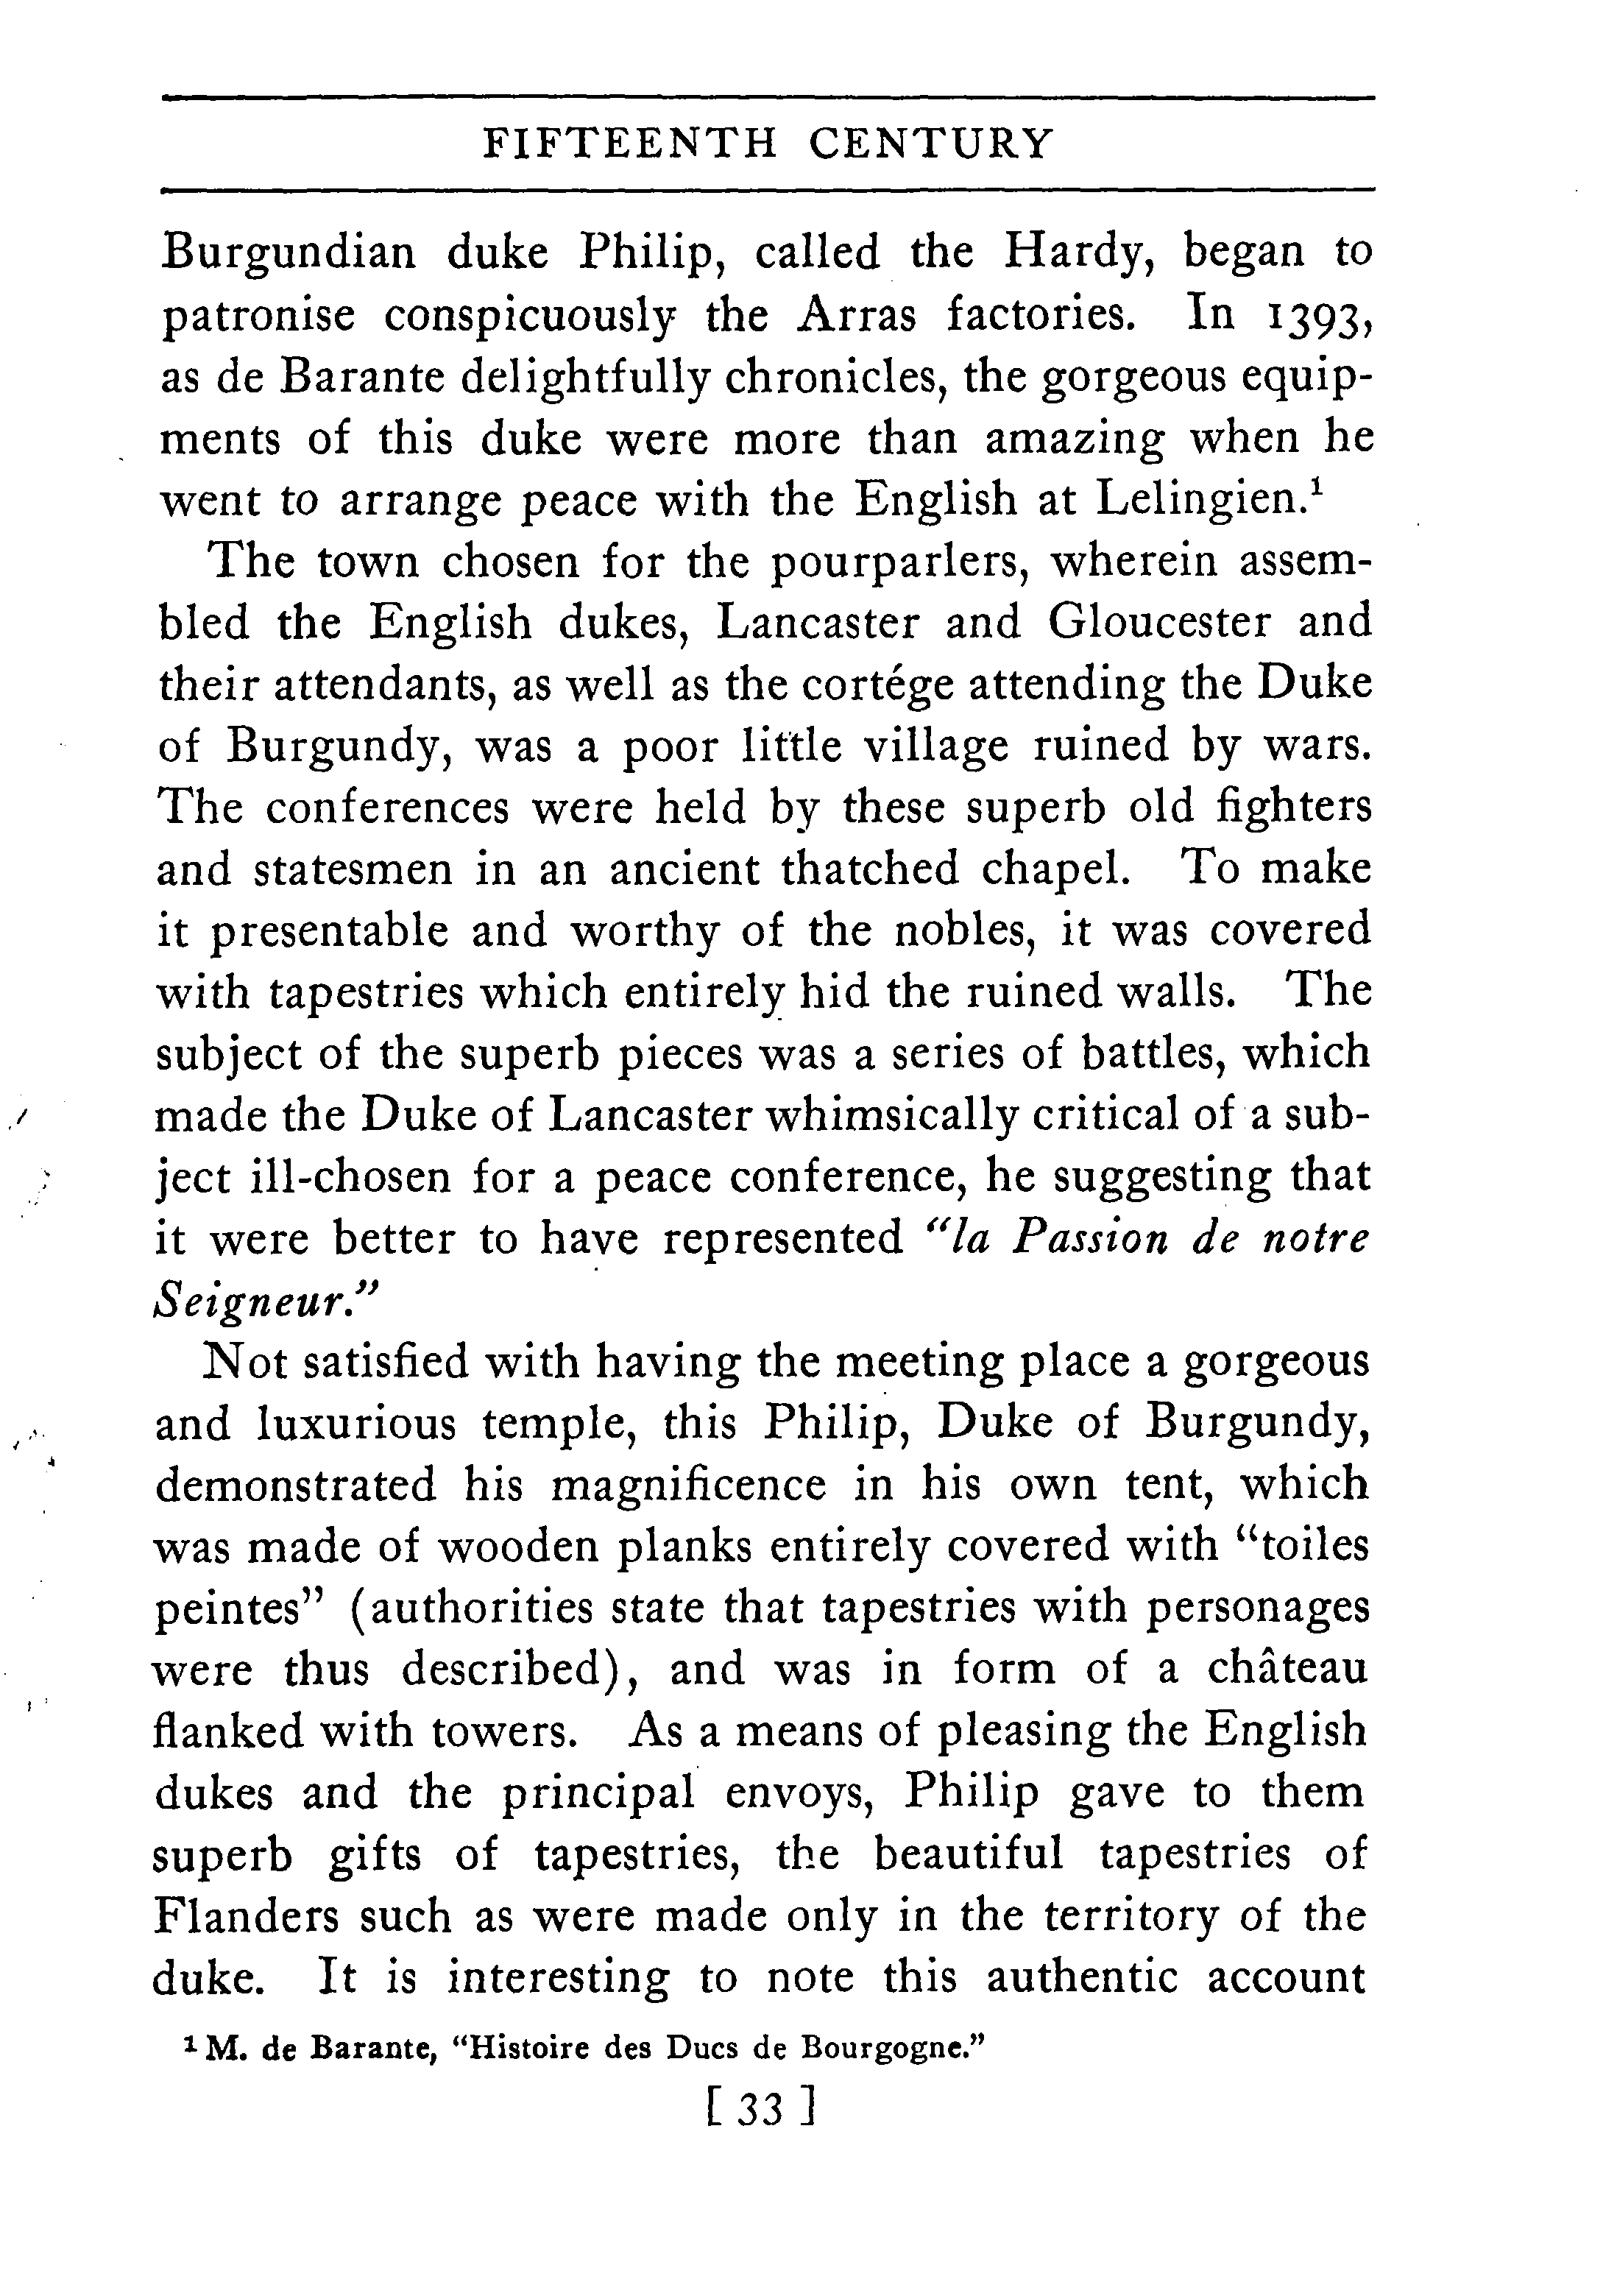 FIFTEENTH CENTURY
Burgundian duke Philip, called the Hardy, began to
patronise conspicuously the Arras factories. In 1393,
as de Barante delightfully chronicles, the gorgeous equip-
ments of this duke were more than amazing when he
went to arrange peace with the English at Lelingien.¹
The town chosen for the pourparlers, wherein assem-
bled the English dukes, Lancaster and Gloucester and
their attendants, as well as the cortége attending the Duke
of Burgundy, was a poor little village ruined by wars.
The conferences were held by these superb old fighters
and statesmen in an ancient thatched chapel. To make
it presentable and worthy of the nobles, it was covered
with tapestries which entirely hid the ruined walls. The
subject of the superb pieces was a series of battles, which
made the Duke of Lancaster whimsically critical of a sub-
ject ill-chosen for a peace conference, he suggesting that
it were better to have represented "la Passion de notre
Seigneur."
Not satisfied with having the meeting place a gorgeous
and luxurious temple, this Philip, Duke of Burgundy,
demonstrated his magnificence in his own tent, which
was made of wooden planks entirely covered with "toiles
peintes" (authorities state that tapestries with personages
were thus described), and was in form of a château
flanked with towers. As a means of pleasing the English
dukes and the principal envoys, Philip gave to them
superb gifts of tapestries, the beautiful tapestries of
Flanders such as were made only in the territory of the
duke. It is interesting to note this authentic account
¹ M. de Barante, "Histoire des Ducs de Bourgogne."
[ 33 ]